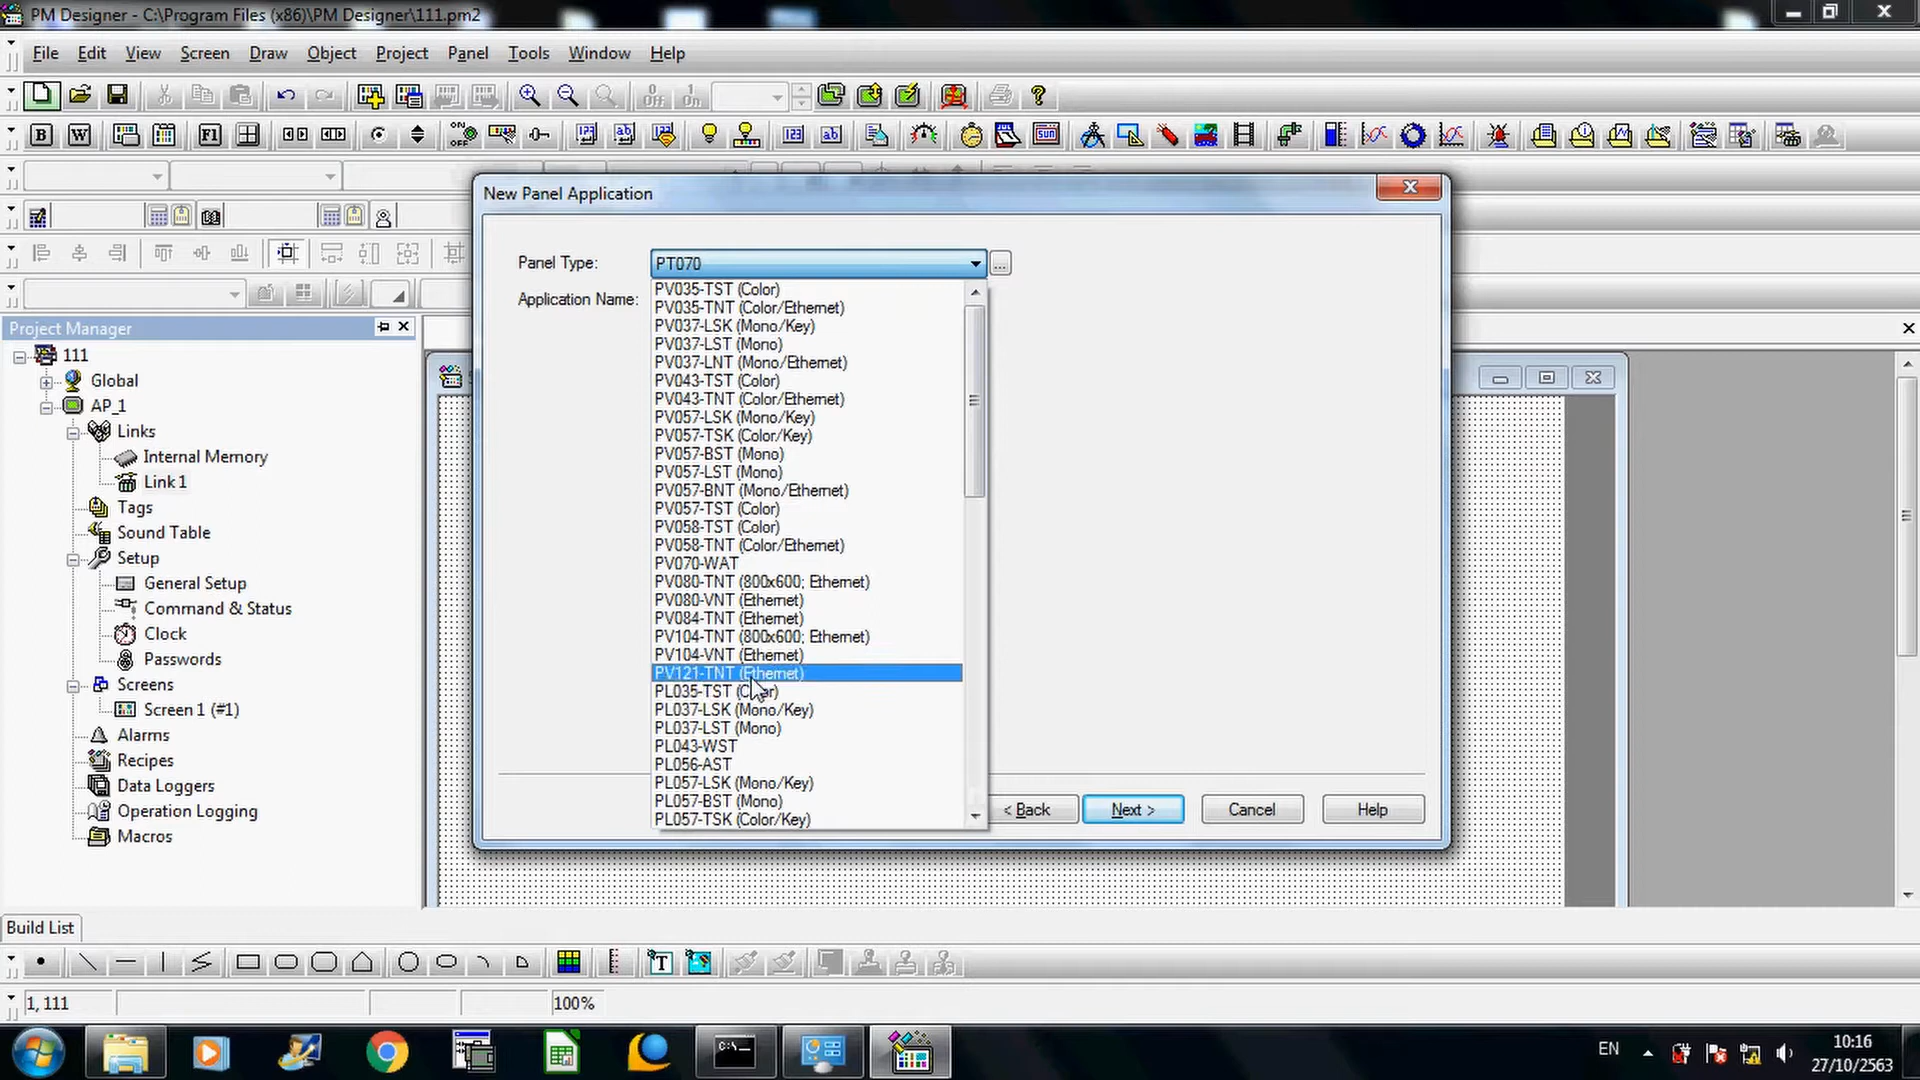 PM Designer - C:\Program Files (x86)\PM Designer\111.pm2
File Edit View Screen Draw Object Project Panel Tools Window Help
New Panel Application
Panel Type:
PT070
Application Name:
PV035-TST (Color)
PV035-TNT (Color/Ethernet)
PV037-LSK (Mono/Key)
PV037-LST (Mono)
PV037-LNT (Mono/Ethernet)
PV043-TST (Color)
PV043-TNT (Color/Ethernet)
PV057-LSK (Mono/Key)
PV057-TSK (Color/Key)
PV057-BST (Mono)
PV057-LST (Mono)
PV057-BNT (Mono/Ethernet)
PV057-TST (Color)
PV058-TST (Color)
PV058-TNT (Color/Ethernet)
PV070-WAT
PV080-TNT (800x600; Ethernet)
PV080-VNT (Ethernet)
PV084-TNT (Ethernet)
PV104-TNT (800x600; Ethernet)
PV104-VNT (Ethernet)
PV121-TNT (Ethernet)
PL035-TST (Color)
PL037-LSK (Mono/Key)
PL037-LST (Mono)
PL043-WST
PL056-AST
PL057-LSK (Mono/Key)
PL057-BST (Mono)
PL057-TSK (Color/Key)
< Back Next > Cancel Help
Project Manager
111
Global
AP_1
Links
Internal Memory
Link 1
Tags
Sound Table
Setup
General Setup
Command & Status
Clock
Passwords
Screens
Screen 1 (#1)
Alarms
Recipes
Data Loggers
Operation Logging
Macros
Build List
1, 111
100%
EN
10:16
27/10/2563